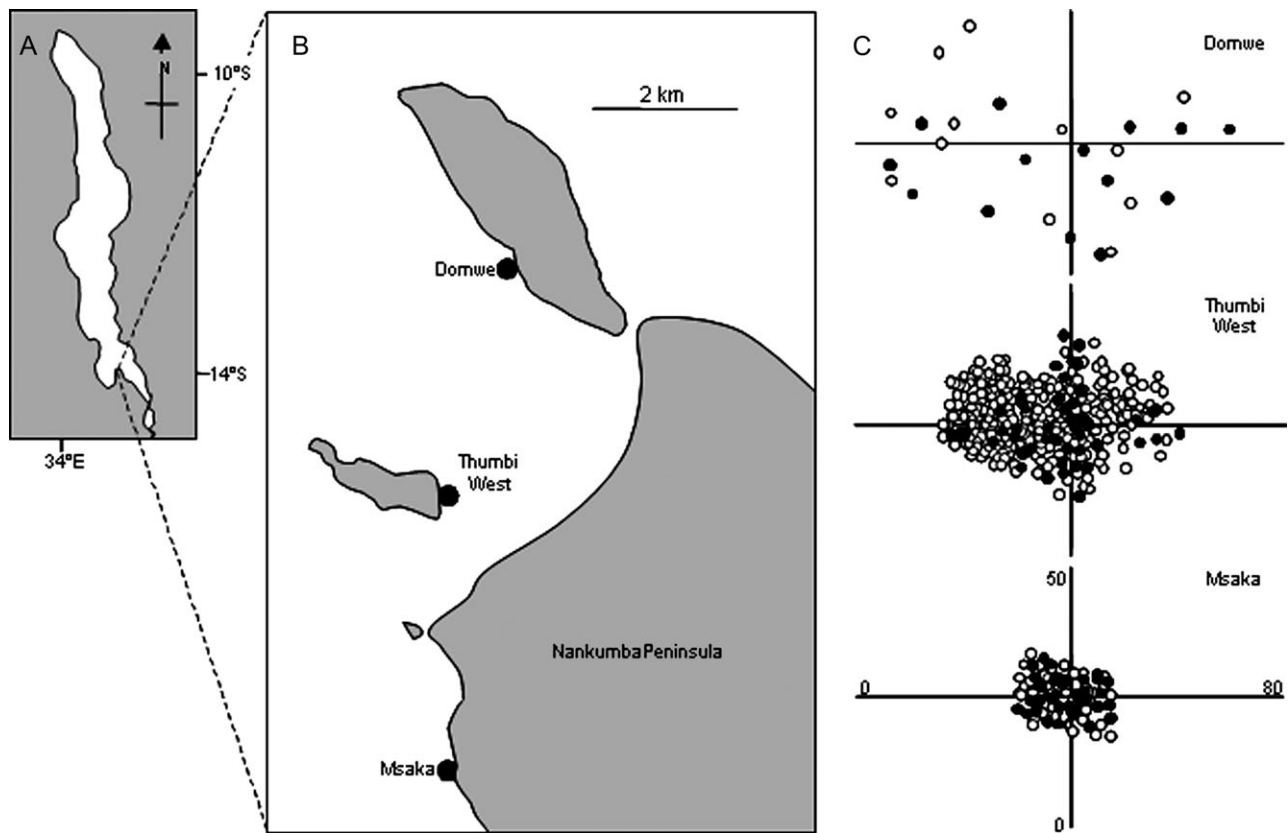 A
N
10°S
14°S
34°E
B
2 km
Domwe
Thumbi
West
Nankumba Peninsula
Msaka
C
Domwe
Thumbi
West
50
Msaka
0
80
0